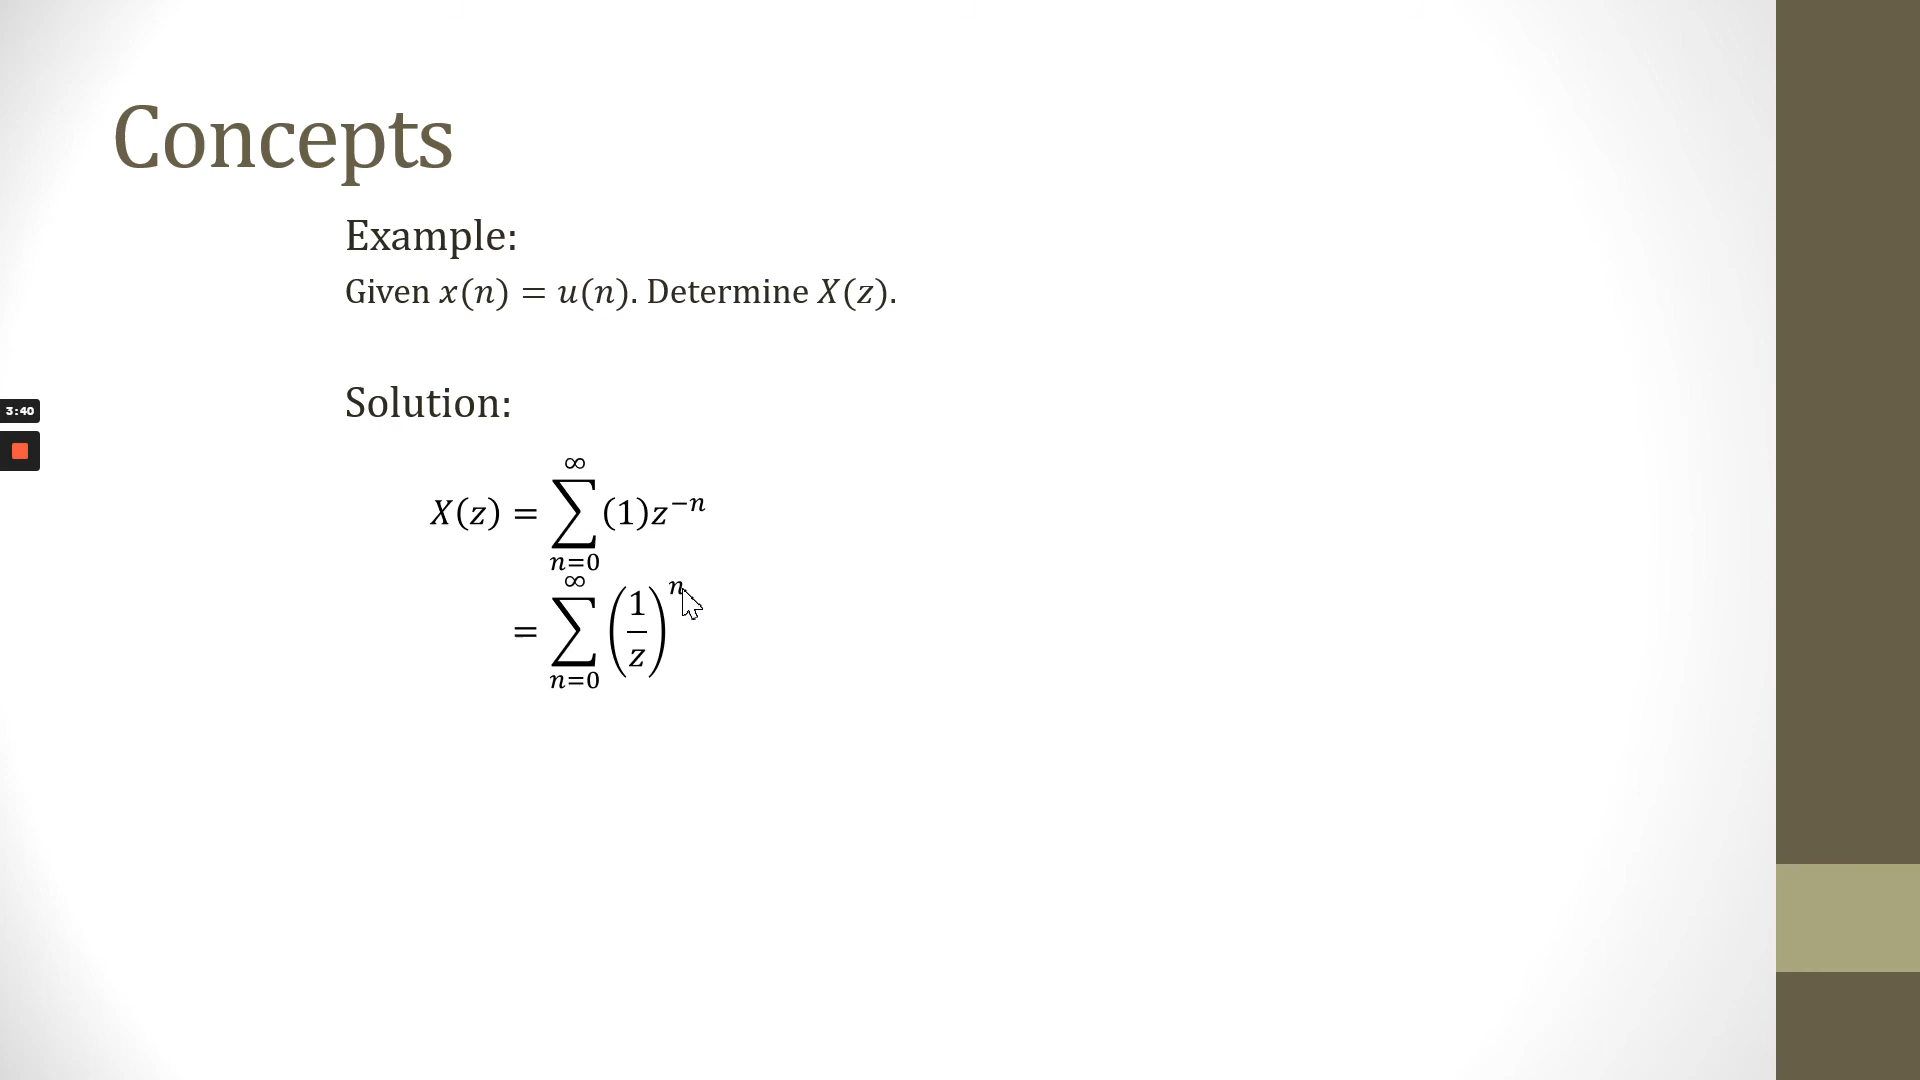 Concepts
Example:
Given x(n) = u(n). Determine X(z).
Solution:
3:40
X(z) = ∑_{n=0}^{∞} (1)z^{−n}
= ∑_{n=0}^{∞} (1/z)^n